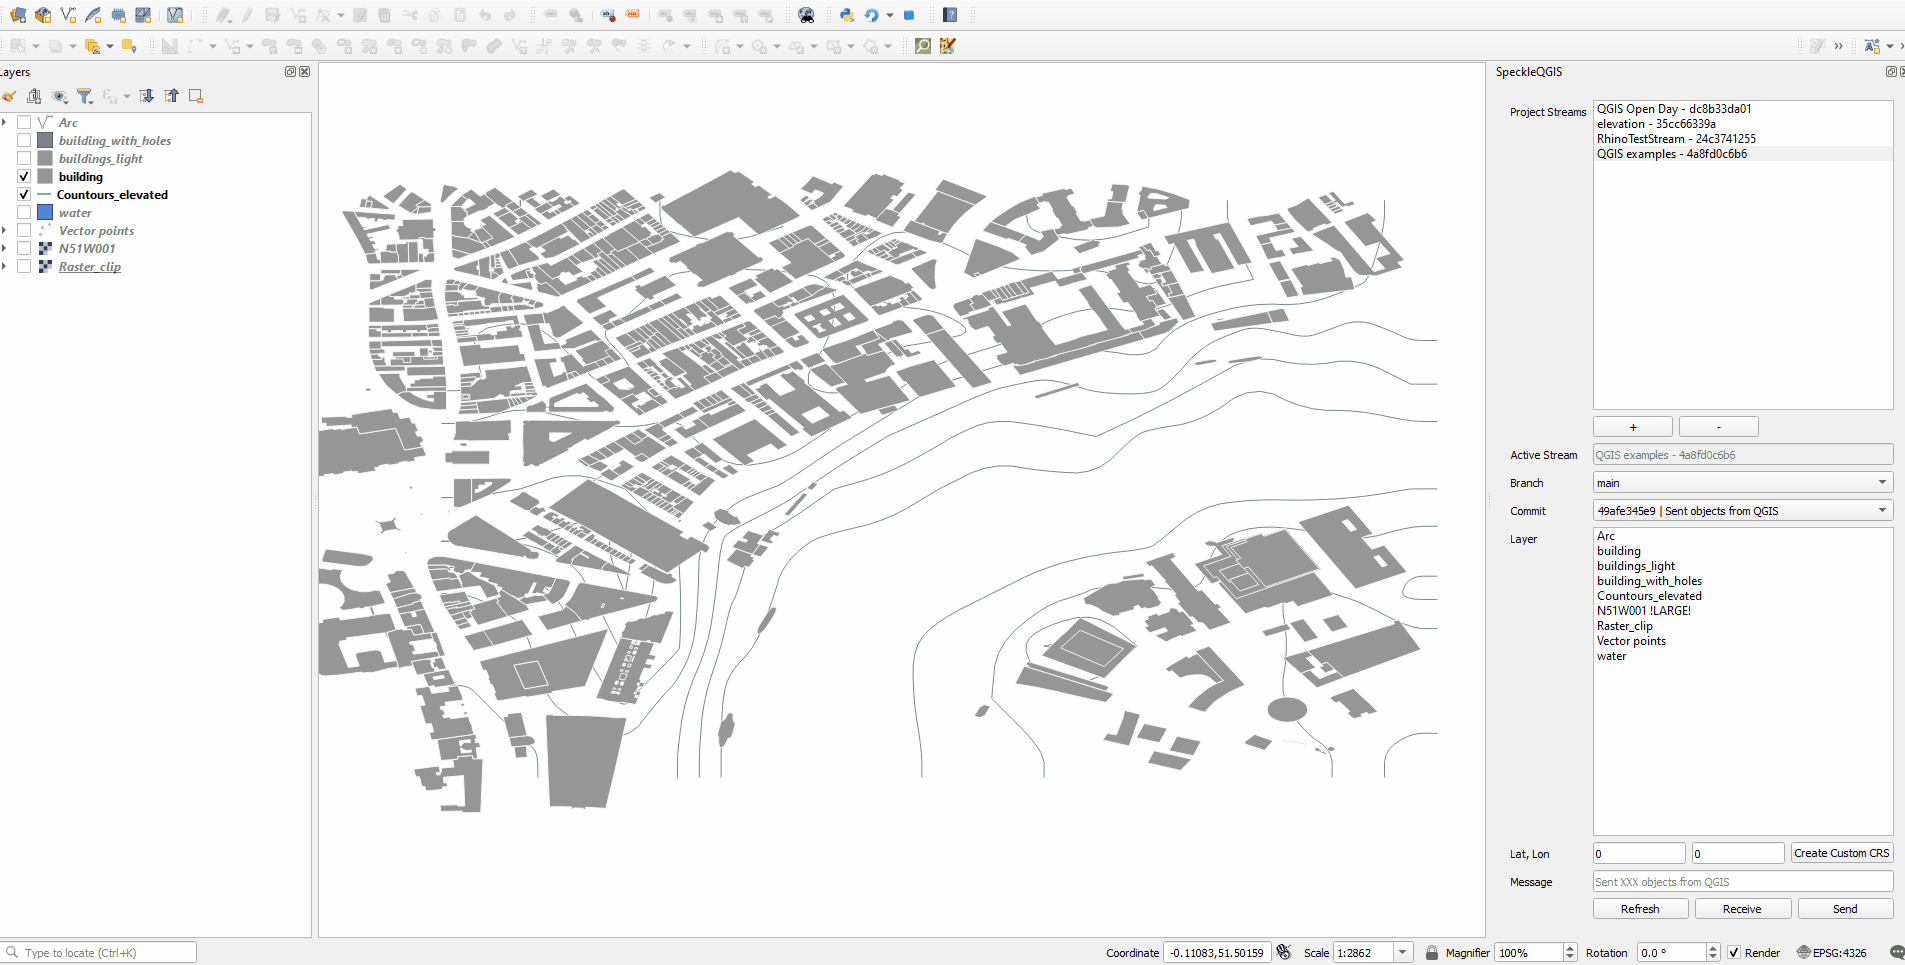 Layers
Arc
building_with_holes
buildings_light
building
Countours_elevated
water
Vector points
N51W001
Raster_clip
SpeckleQGIS
Project Streams
QGIS Open Day - dc8b33da01
elevation - 35cc66339a
RhinoTestStream - 24c3741255
QGIS examples - 4a8fd0c6b6
+ -
Active Stream QGIS examples - 4a8fd0c6b6
Branch main
Commit 49afe345e9 | Sent objects from QGIS
Layer
Arc
building
buildings_light
building_with_holes
Countours_elevated
N51W001 !LARGE!
Raster_clip
Vector points
water
Lat, Lon 0 0 Create Custom CRS
Message Sent XXX objects from QGIS
Refresh Receive Send
Type to locate (Ctrl+K) Coordinate -0.11083,51.50159 Scale 1:2862 Magnifier 100% Rotation 0.0 ° Render EPSG:4326